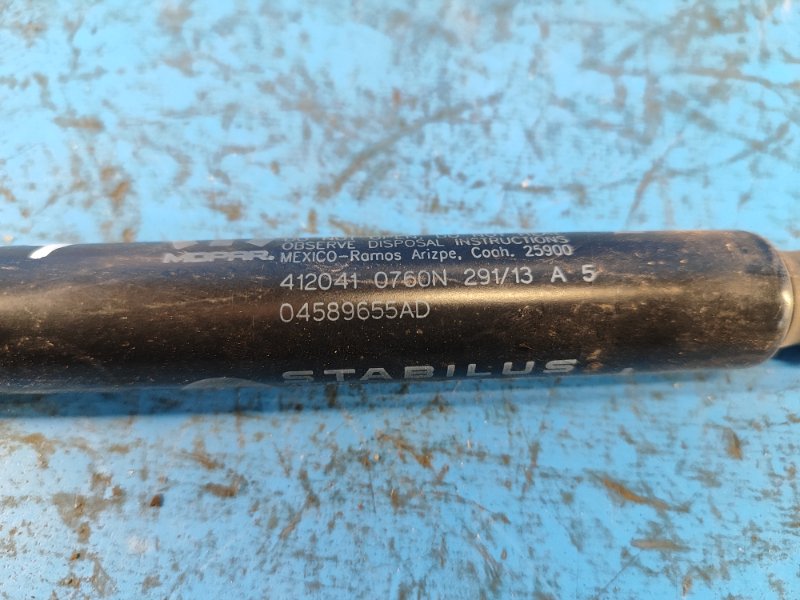 OBSERVE DISPOSAL INSTRUCTIONS
MOPAR. MEXICO-Ramos Arizpe, Coah. 25900
412041 0760N 291/13 A 5
04589655AD
STABILUS